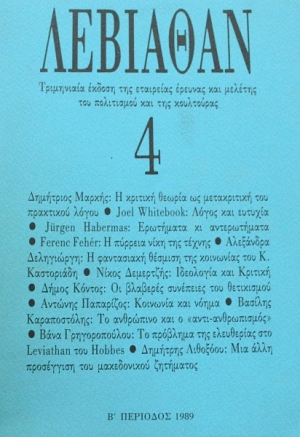 ΛΕΒΙΑΘΑΝ
Τριμηνιαία έκδοση της εταιρείας έρευνας και μελέτης
του πολιτισμού και της κουλτούρας
4
Δημήτριος Μαρκής: Η κριτική θεωρία ως μετακριτική του
πρακτικού λόγου ● Joel Whitebook: Λόγος και ευτυχία
● Jürgen Habermas: Ερωτήματα κι αντερωτήματα
● Ferenc Fehér: Η πύρρεια νίκη της τέχνης ● Αλεξάνδρα
Δεληγιώργη: Η φαντασιακή θέσμιση της κοινωνίας του Κ.
Καστοριάδη ● Νίκος Δεμερτζής: Ιδεολογία και Κριτική
● Δήμος Κόντος: Οι βλαβερές συνέπειες του θετικισμού
● Αντώνης Παπαρίζος: Κοινωνία και νόημα ● Βασίλης
Καραποστόλης: Το ανθρώπινο και ο «αντι-ανθρωπισμός»
● Βάνα Γρηγοροπούλου: Το πρόβλημα της ελευθερίας στο
Leviathan του Hobbes ● Δημήτρης Λιθοξόου: Μια άλλη
προσέγγιση του μακεδονικού ζητήματος
Β' ΠΕΡΙΟΔΟΣ 1989